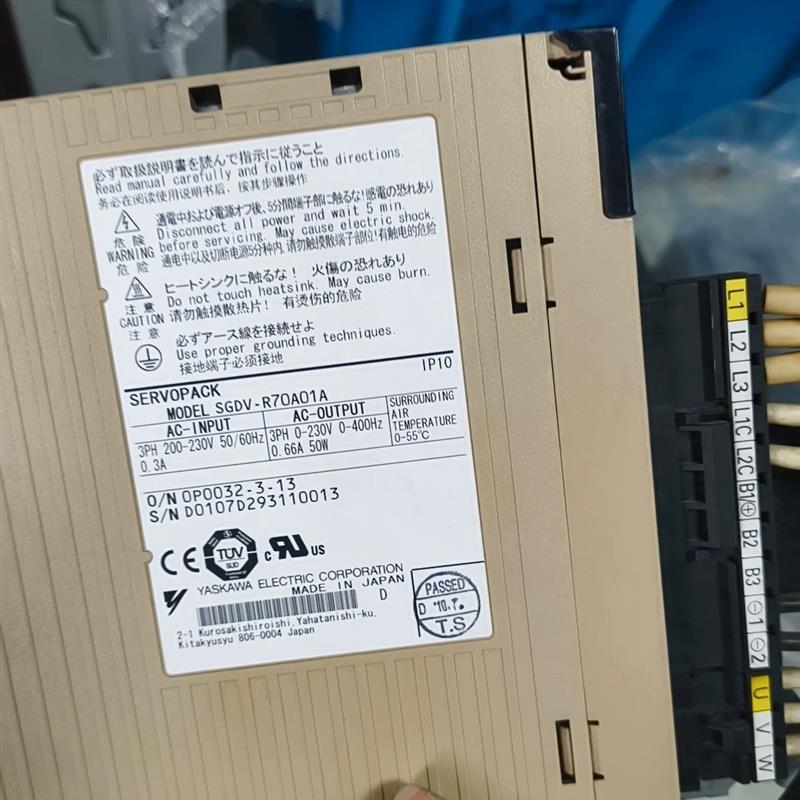 必ず取扱説明書を読んで指示に従うこと
Read manual carefully and follow the directions.
务必在阅读使用说明书后，按其步骤操作
危険
WARNING
危险
通電中および電源オフ後、5分間端子部に触るな！感電の恐れあり
Disconnect all power and wait 5 min.
before servicing. May cause electric shock.
通电中以及切断电源5分种内，请勿触摸散端子部位！有触电的危险
注意
CAUTION
注意
ヒートシンクに触るな！ 火傷の恐れあり
Do not touch heatsink. May cause burn.
请勿触摸散热片！ 有烫伤的危险
必ずアース線を接続せよ
Use proper grounding techniques.
接地端子必须接地
SERVOPACK
IP10
MODEL SGDV-R70A01A
AC-INPUT
3PH 200-230V 50/60Hz
0.3A
AC-OUTPUT
3PH 0-230V 0-400Hz
0.66A 50W
SURROUNDING
AIR
TEMPERATURE
0-55℃
O/N OP0032-3-13
S/N D0107D293110013
CE
TÜV
SÜD
c RU US
YASKAWA ELECTRIC CORPORATION
MADE IN JAPAN
D
2-1 Kurosakishiroishi, Yahatanishi-ku,
Kitakyusyu 806-0004 Japan
PASSED
T.S
L1
L2
L3
L1C
L2C
B1/⊕
B2
B3
⊖1
⊖2
U
V
W